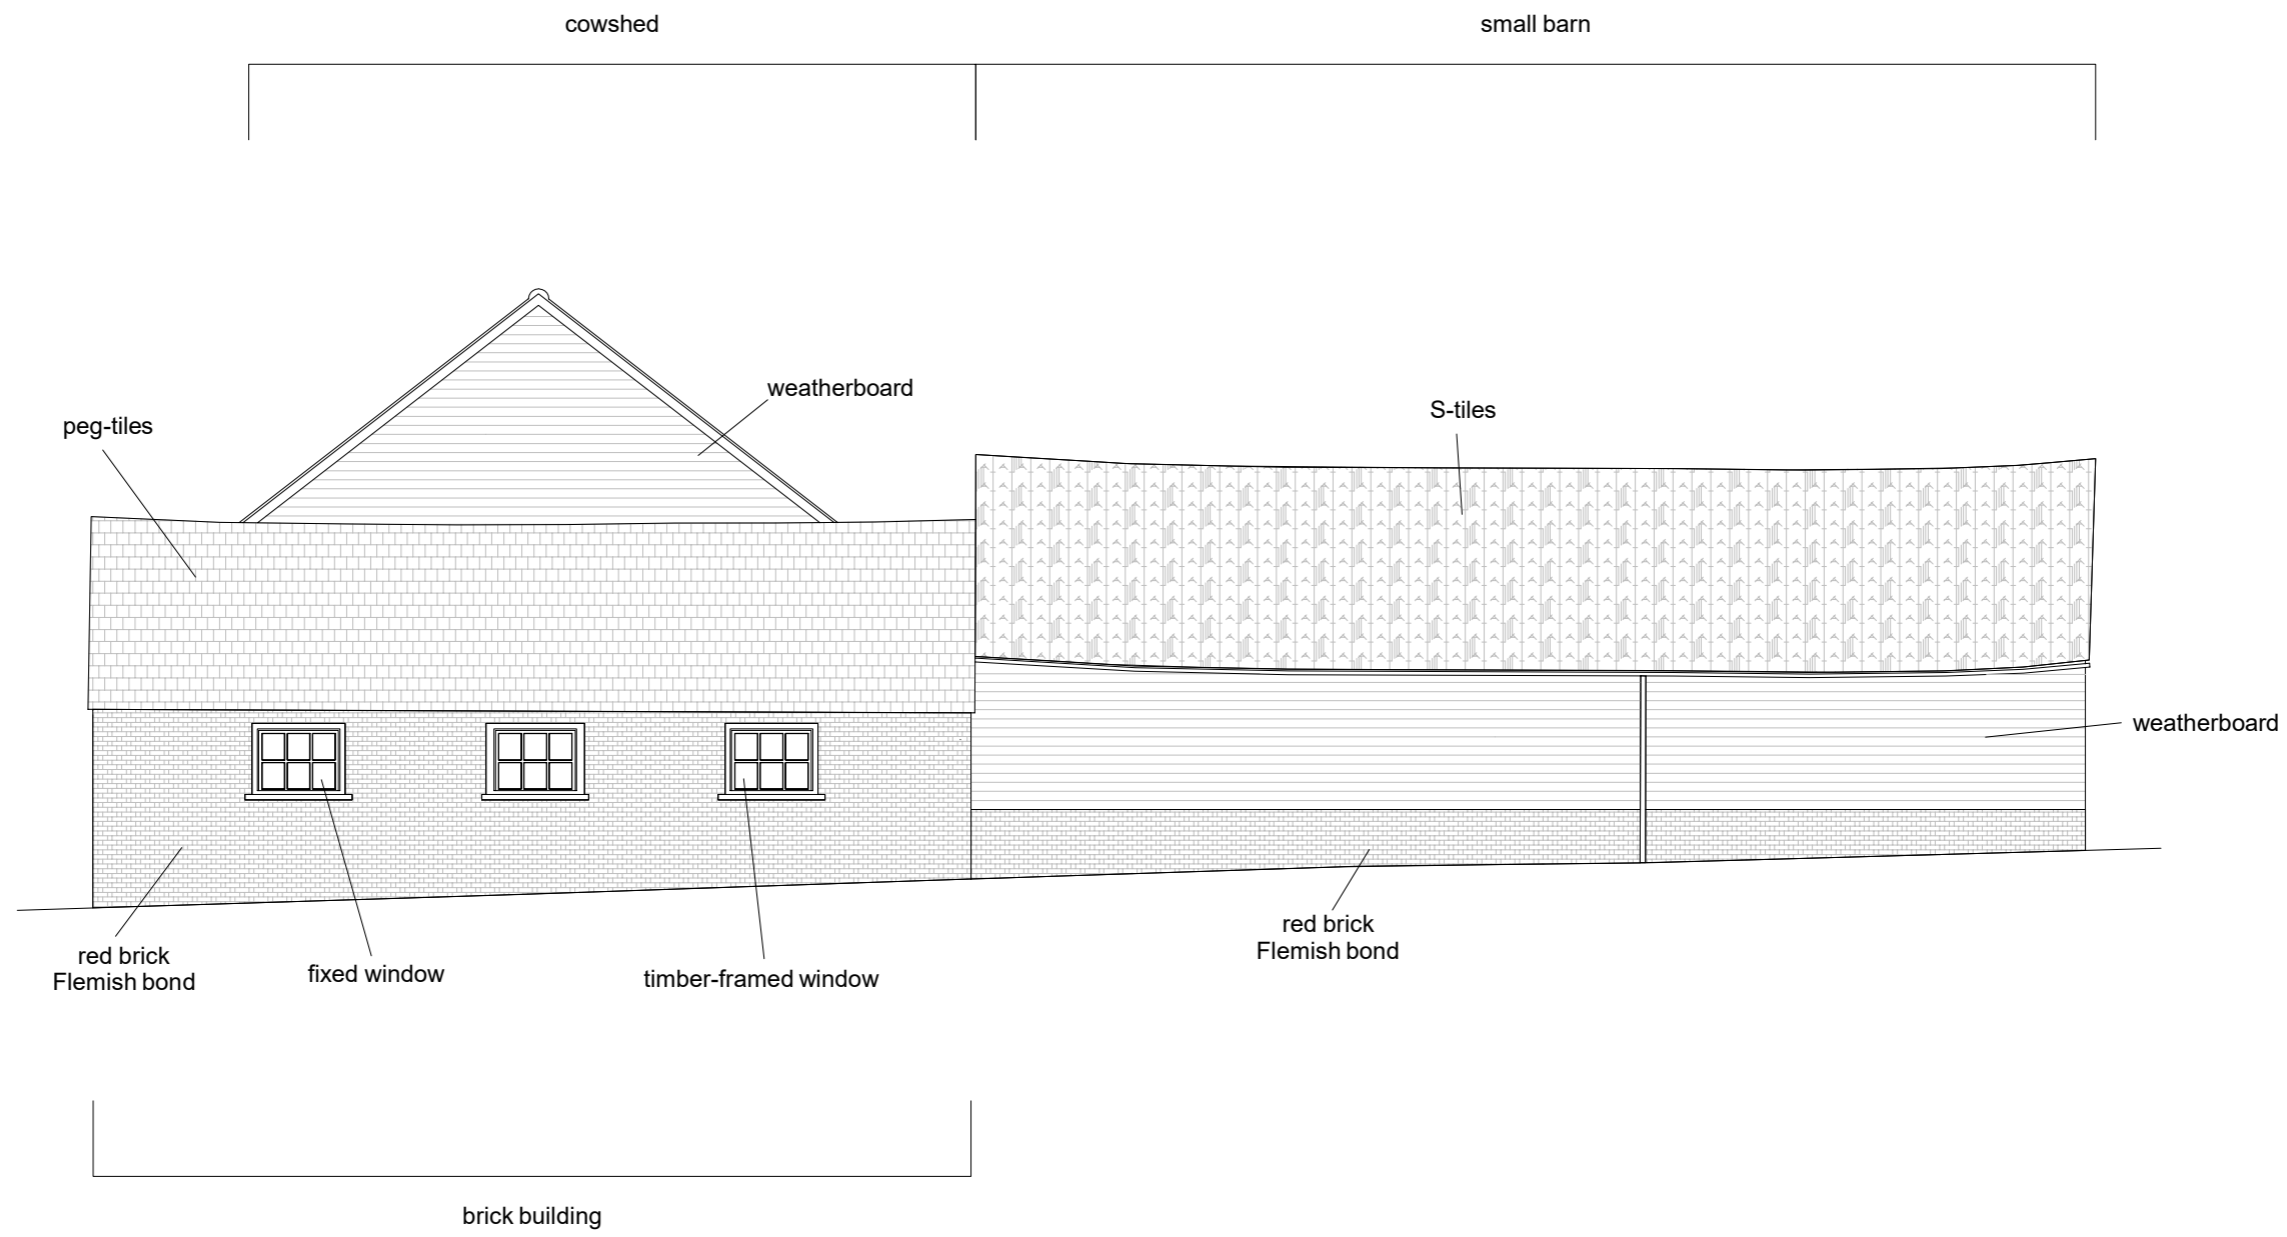 cowshed
small barn
weatherboard
peg-tiles
S-tiles
weatherboard
red brick
Flemish bond
fixed window
timber-framed window
red brick
Flemish bond
brick building